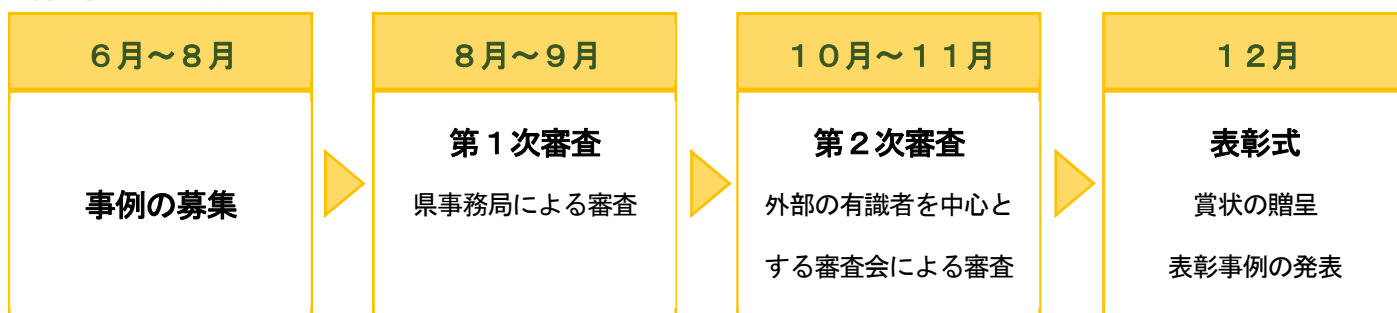 ６月～８月
事例の募集
８月～９月
第１次審査
県事務局による審査
１０月～１１月
第２次審査
外部の有識者を中心と
する審査会による審査
１２月
表彰式
賞状の贈呈
表彰事例の発表